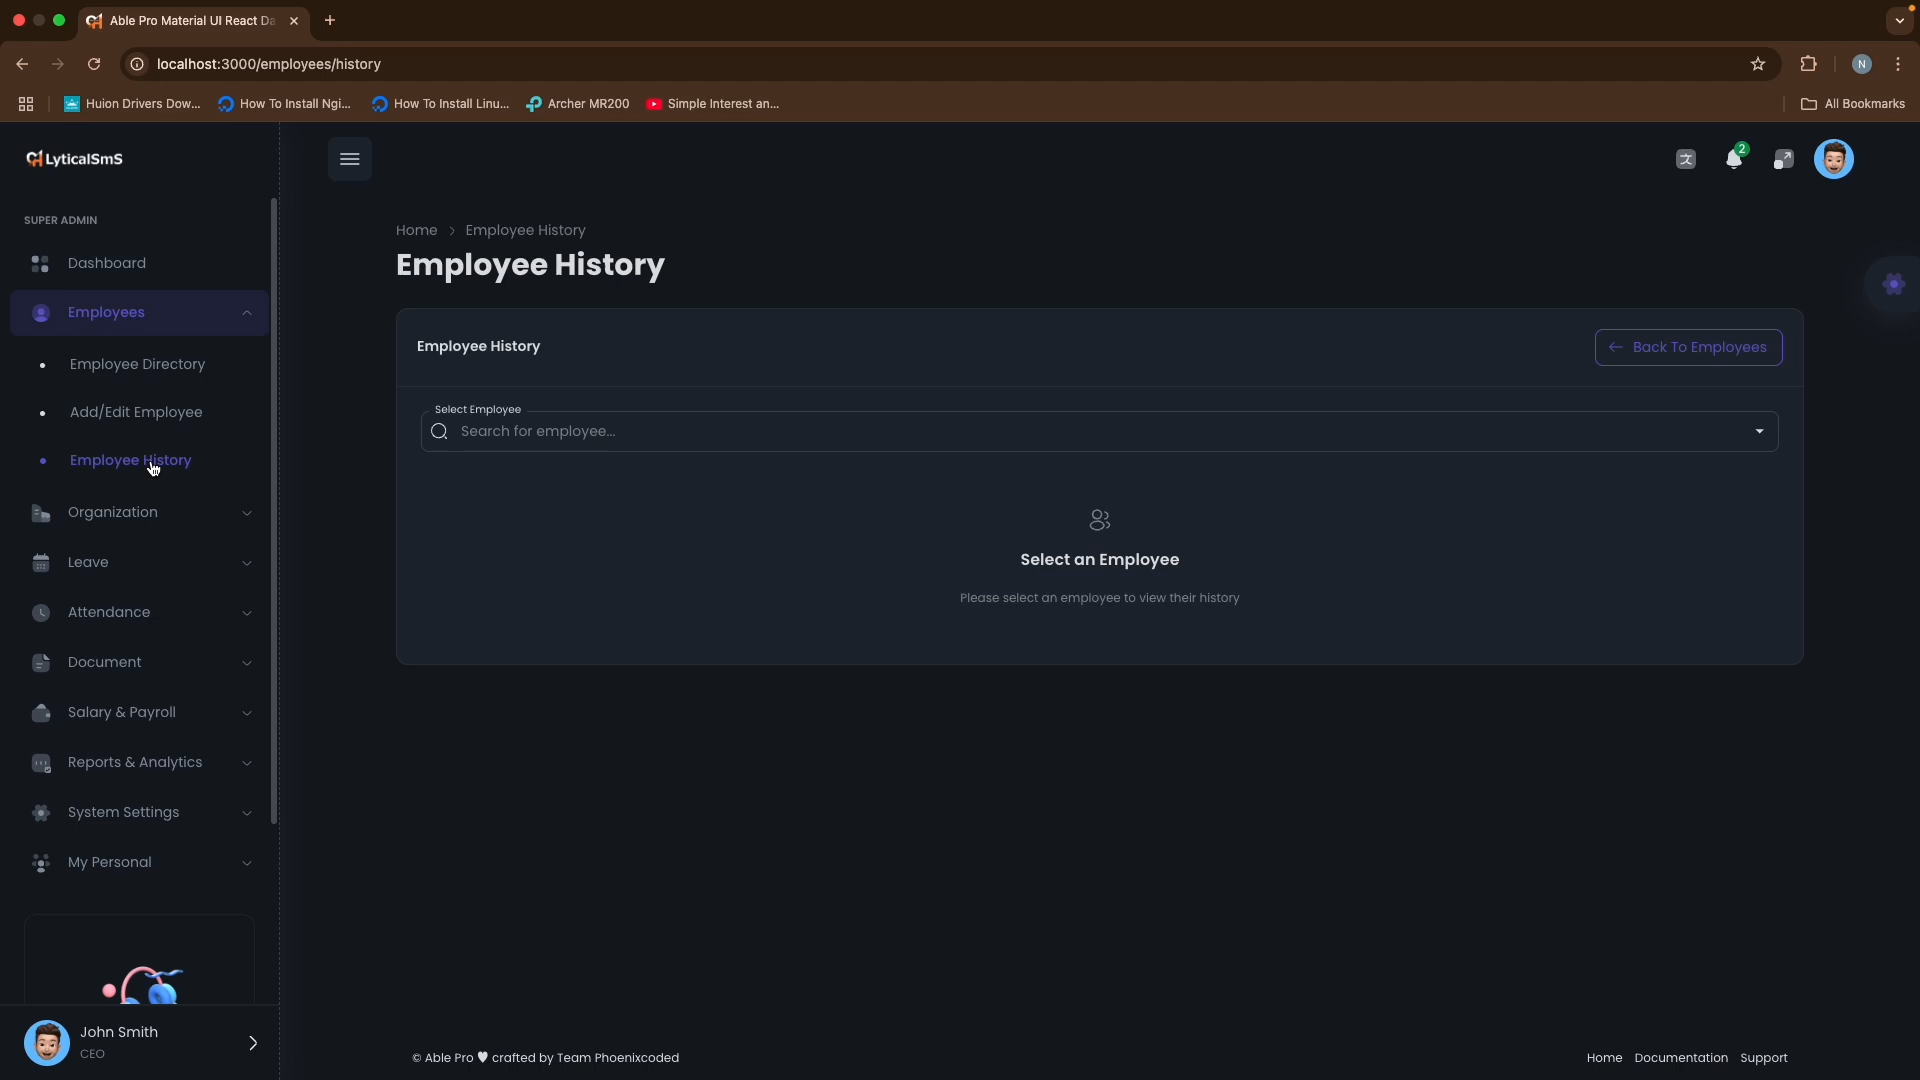 Able Pro Material UI React Da
localhost:3000/employees/history
N
Huion Drivers Dow...
How To Install Ngi...
How To Install Linu...
Archer MR200
Simple Interest an...
All Bookmarks
LyticalSmS
2
SUPER ADMIN
Dashboard
Employees
Employee Directory
Add/Edit Employee
Employee History
Organization
Leave
Attendance
Document
Salary & Payroll
Reports & Analytics
System Settings
My Personal
John Smith
CEO
Home > Employee History
Employee History
Employee History
Back To Employees
Select Employee
Search for employee...
Select an Employee
Please select an employee to view their history
© Able Pro ♥ crafted by Team Phoenixcoded
Home Documentation Support